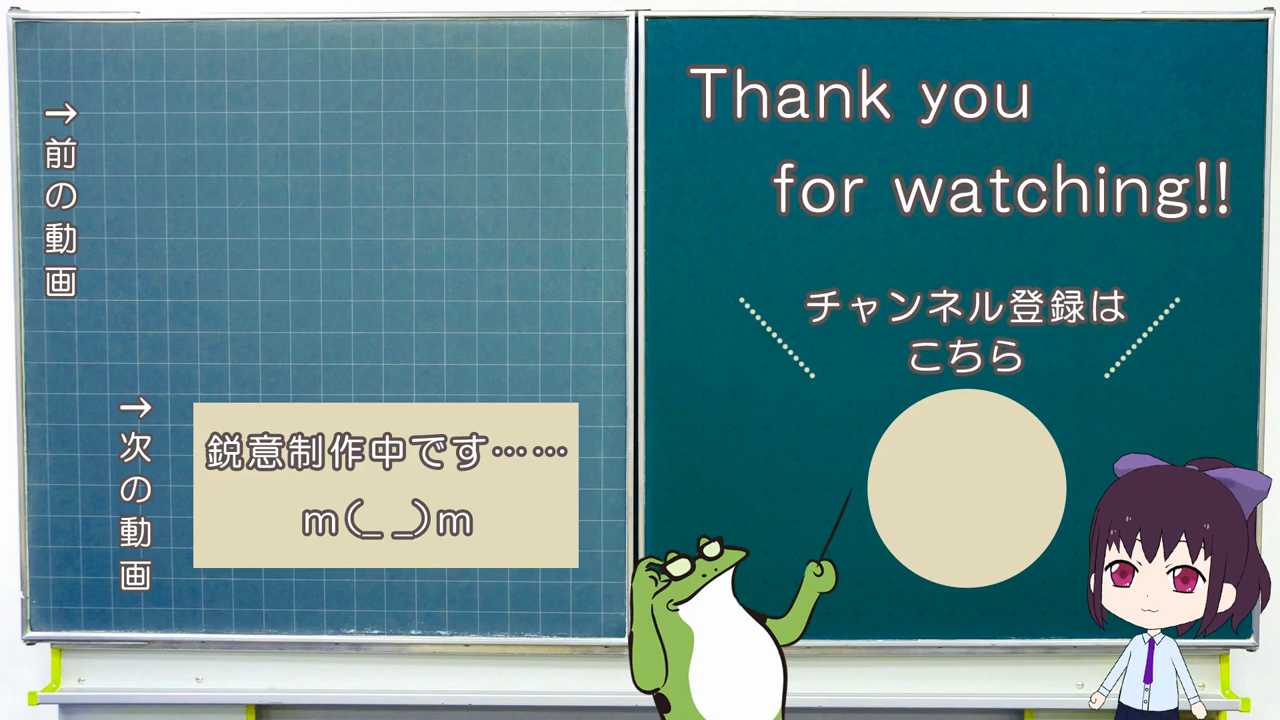 →前の動画
→次の動画
鋭意制作中です……
m(_ _)m
Thank you
for watching!!
チャンネル登録は
こちら